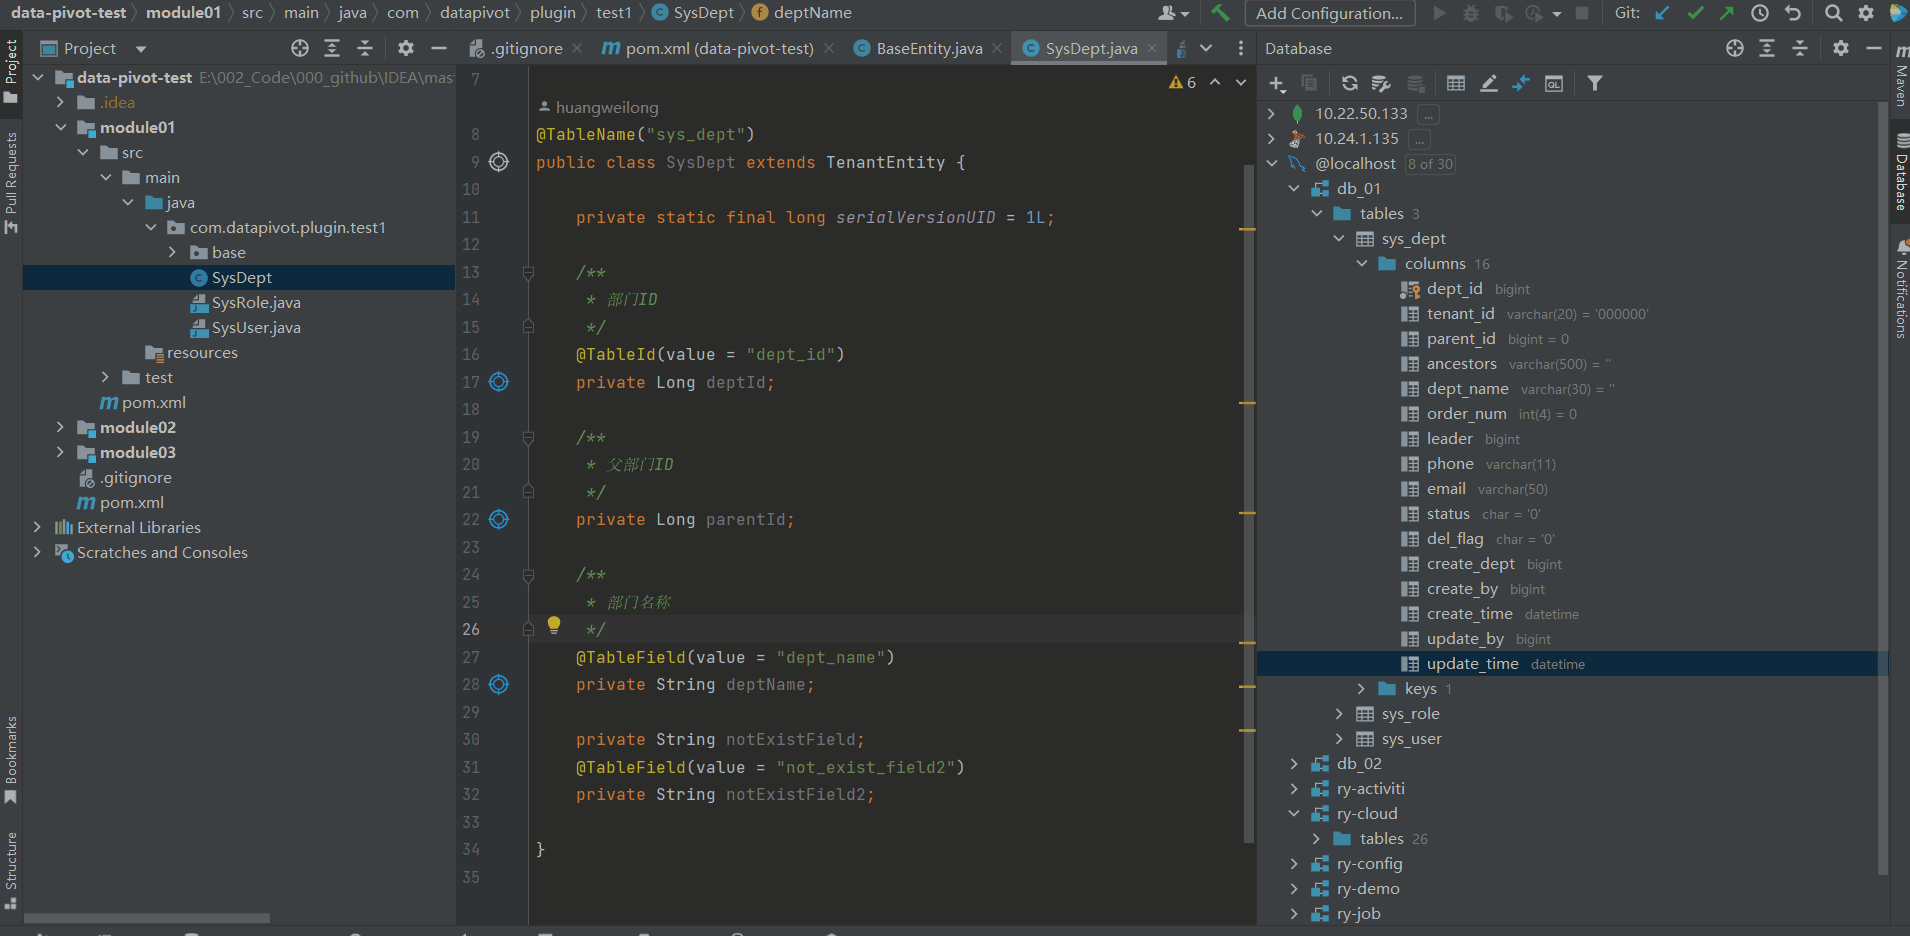 data-pivot-test module01 src main java com datapivot plugin test1 SysDept deptName
Add Configuration...
Git:
Project
.gitignore
pom.xml (data-pivot-test)
BaseEntity.java
SysDept.java
Database
Project
Pull Requests
Bookmarks
Structure
data-pivot-test E:\002_Code\000_github\IDEA\mas
.idea
module01
src
main
java
com.datapivot.plugin.test1
base
SysDept
SysRole.java
SysUser.java
resources
test
pom.xml
module02
module03
.gitignore
pom.xml
External Libraries
Scratches and Consoles
6
7
huangweilong
8 @TableName("sys_dept")
9 public class SysDept extends TenantEntity {
10
11 private static final long serialVersionUID = 1L;
12
13 /**
14 * 部门ID
15 */
16 @TableId(value = "dept_id")
17 private Long deptId;
18
19 /**
20 * 父部门ID
21 */
22 private Long parentId;
23
24 /**
25 * 部门名称
26 */
27 @TableField(value = "dept_name")
28 private String deptName;
29
30 private String notExistField;
31 @TableField(value = "not_exist_field2")
32 private String notExistField2;
33
34 }
35
10.22.50.133 ...
10.24.1.135 ...
@localhost 8 of 30
db_01
tables 3
sys_dept
columns 16
dept_id bigint
tenant_id varchar(20) = '000000'
parent_id bigint = 0
ancestors varchar(500) = ''
dept_name varchar(30) = ''
order_num int(4) = 0
leader bigint
phone varchar(11)
email varchar(50)
status char = '0'
del_flag char = '0'
create_dept bigint
create_by bigint
create_time datetime
update_by bigint
update_time datetime
keys 1
sys_role
sys_user
db_02
ry-activiti
ry-cloud
tables 26
ry-config
ry-demo
ry-job
Maven
Database
Notifications